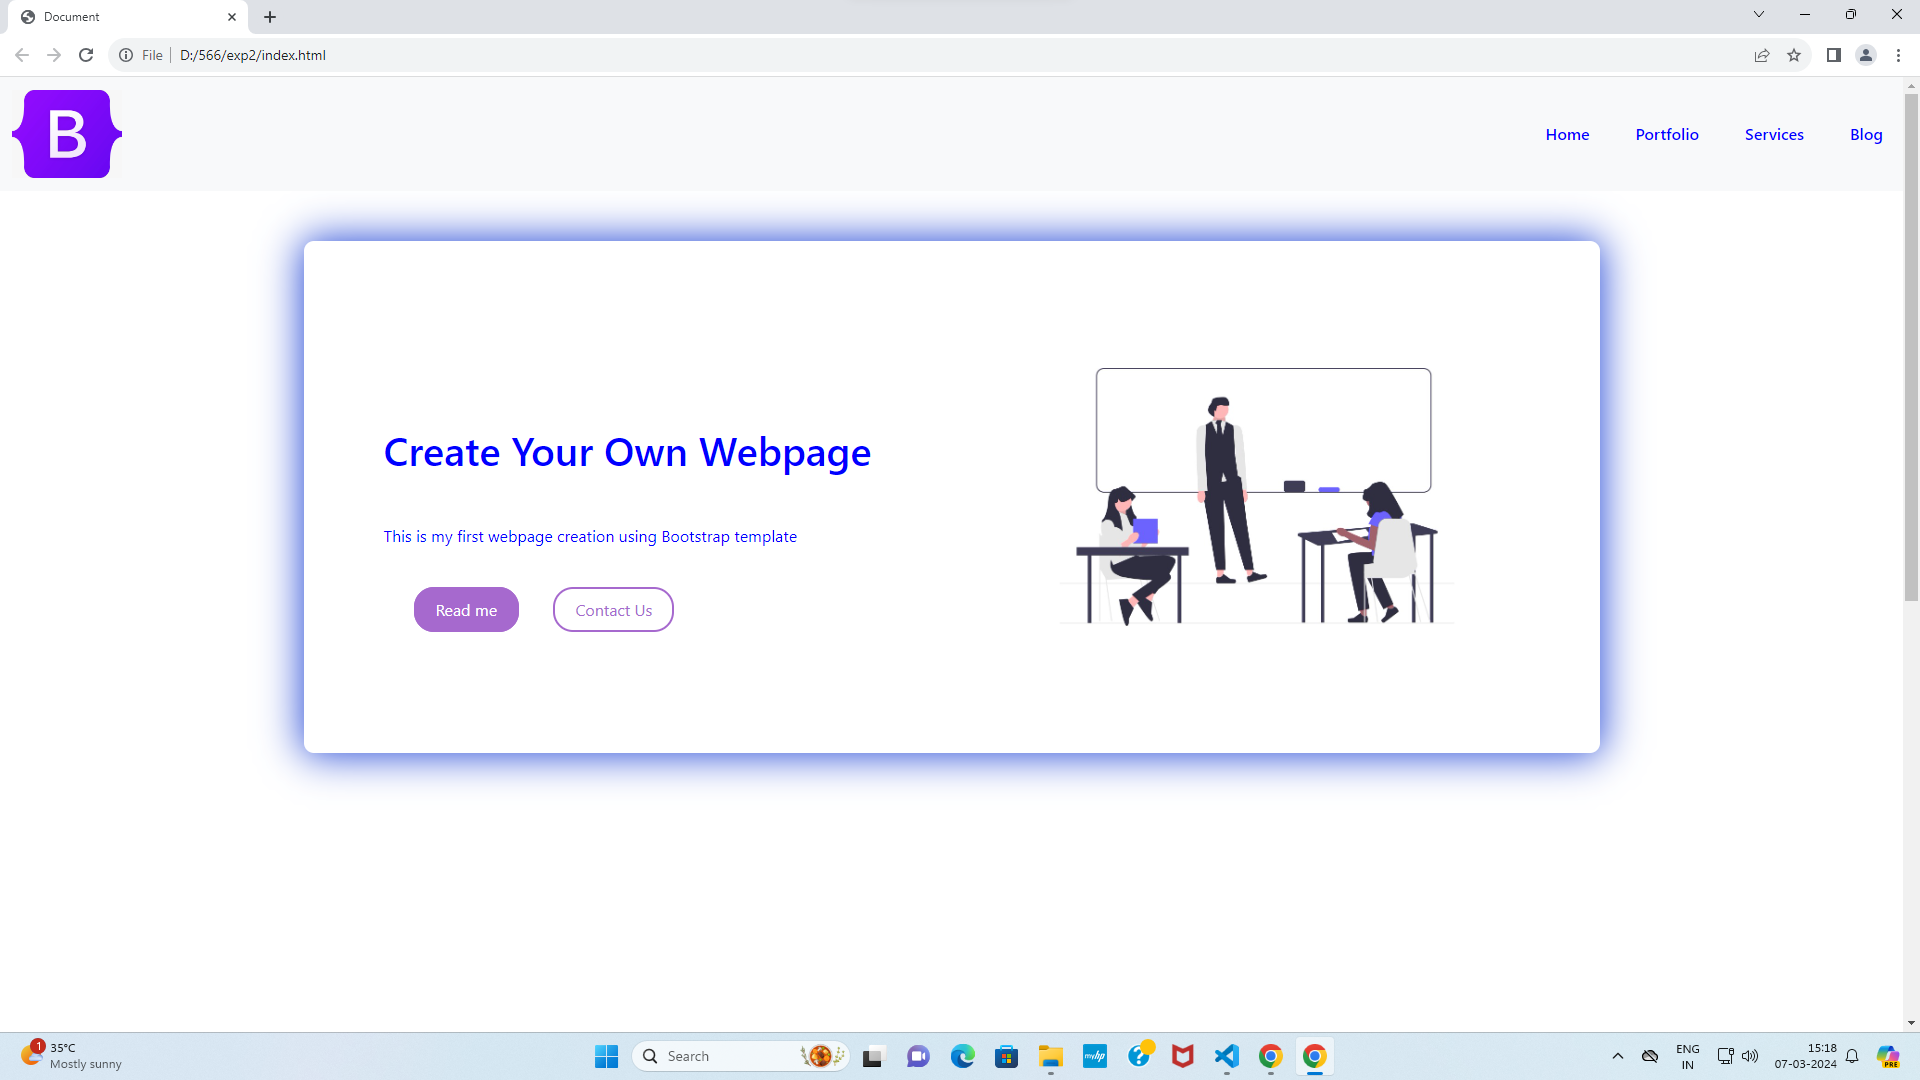 Document
File
D:/566/exp2/index.html
B
Home
Portfolio
Services
Blog
Create Your Own Webpage
This is my first webpage creation using Bootstrap template
Read me
Contact Us
1
35°C
Mostly sunny
Search
myhp
ENG
IN
15:18
07-03-2024
PRE